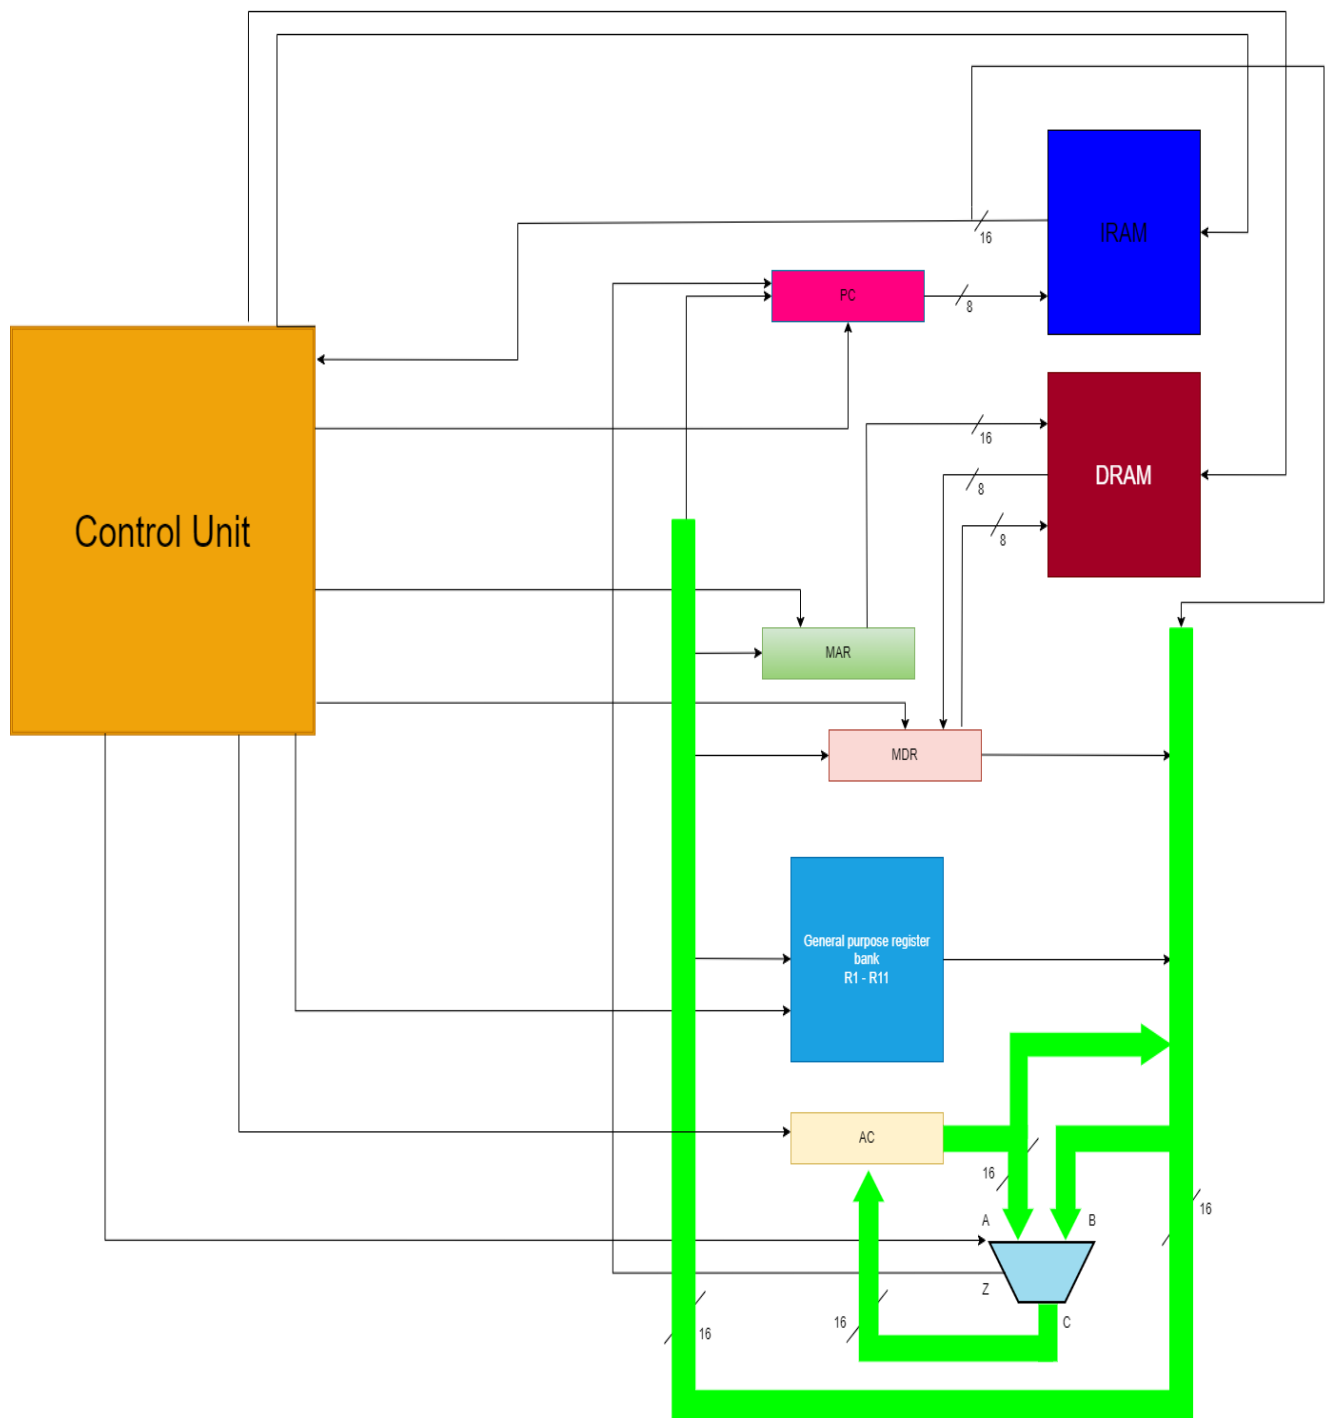 IRAM
16
PC
8
DRAM
16
8
8
Control Unit
MAR
MDR
General purpose register
bank
R1 - R11
AC
16
A
B
16
Z
C
16
16